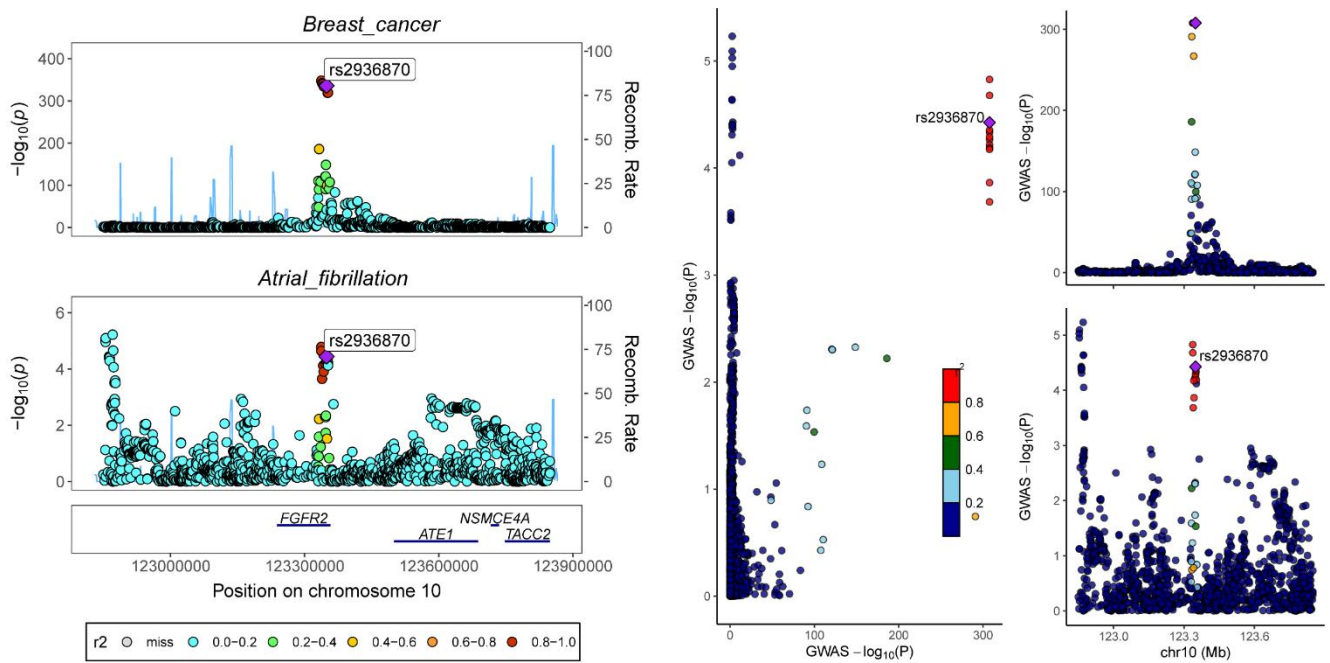 Breast_cancer
400
300
200
100
0
−log10(p)
100
75
50
25
0
Recomb. Rate
rs2936870
Atrial_fibrillation
6
4
2
0
−log10(p)
100
75
50
25
0
Recomb. Rate
rs2936870
FGFR2
NSMCE4A
ATE1
TACC2
123000000
123300000
123600000
123900000
Position on chromosome 10
r2
miss
0.0−0.2
0.2−0.4
0.4−0.6
0.6−0.8
0.8−1.0
5
4
3
2
1
0
GWAS −log10(P)
rs2936870
0.8
0.6
0.4
0.2
0
100
200
300
GWAS −log10(P)
300
200
100
0
GWAS −log10(P)
5
4
3
2
1
0
GWAS −log10(P)
rs2936870
123.0
123.3
123.6
chr10 (Mb)